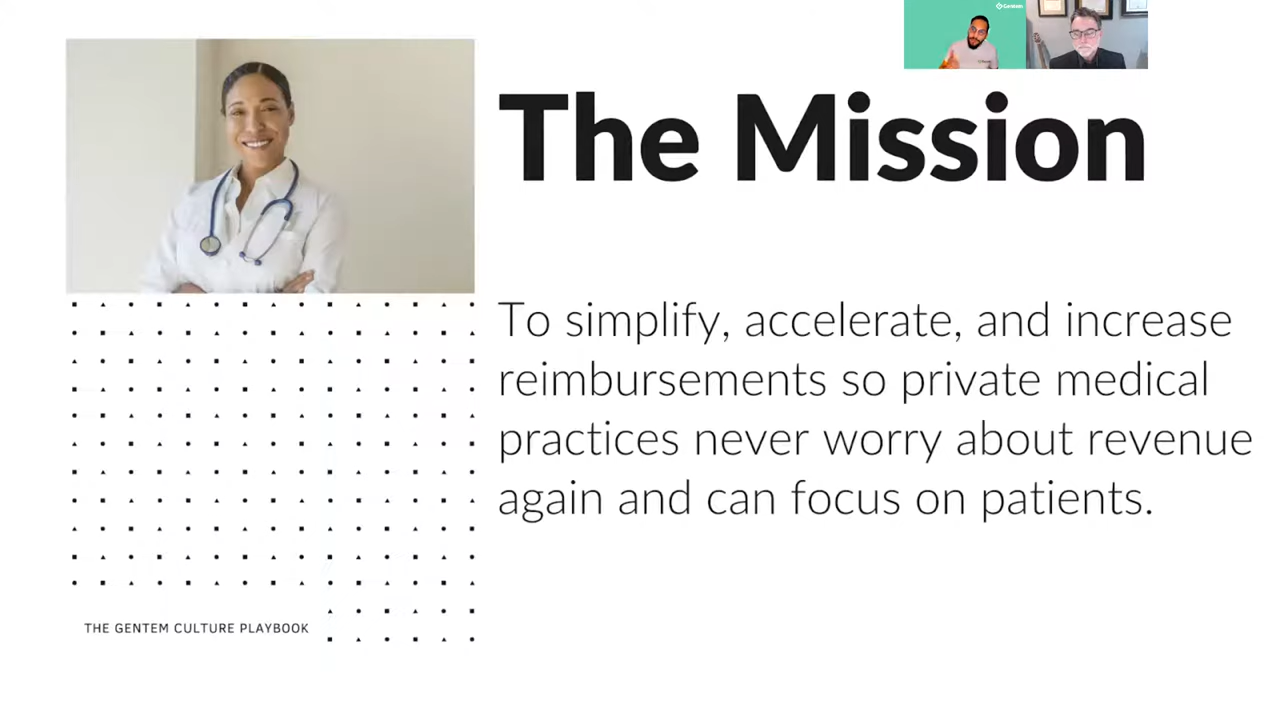 Gentem
The Mission
To simplify, accelerate, and increase
reimbursements so private medical
practices never worry about revenue
again and can focus on patients.
THE GENTEM CULTURE PLAYBOOK